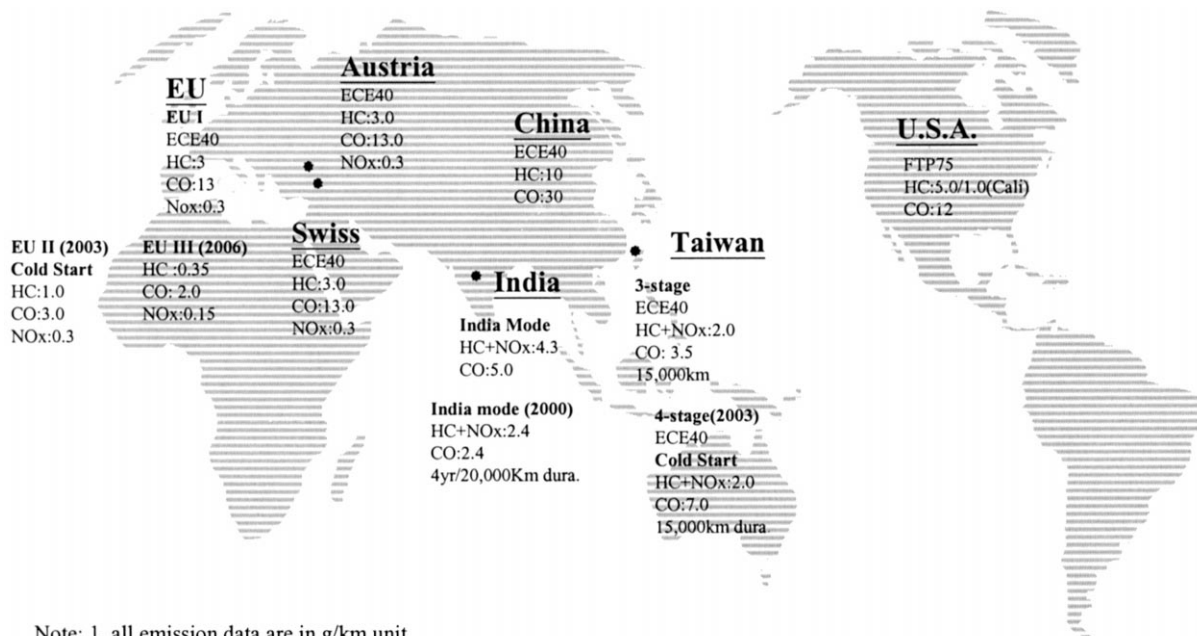 EU
EU I
ECE40
HC:3
CO:13
Nox:0.3
EU II (2003)
Cold Start
HC:1.0
CO:3.0
NOx:0.3
EU III (2006)
HC :0.35
CO: 2.0
NOx:0.15
Austria
ECE40
HC:3.0
CO:13.0
NOx:0.3
Swiss
ECE40
HC:3.0
CO:13.0
NOx:0.3
China
ECE40
HC:10
CO:30
India
India Mode
HC+NOx:4.3
CO:5.0
India mode (2000)
HC+NOx:2.4
CO:2.4
4yr/20,000Km dura.
Taiwan
3-stage
ECE40
HC+NOx:2.0
CO: 3.5
15,000km
4-stage(2003)
ECE40
Cold Start
HC+NOx:2.0
CO:7.0
15,000km dura.
U.S.A.
FTP75
HC:5.0/1.0(Cali)
CO:12
Note: 1. all emission data are in g/km unit